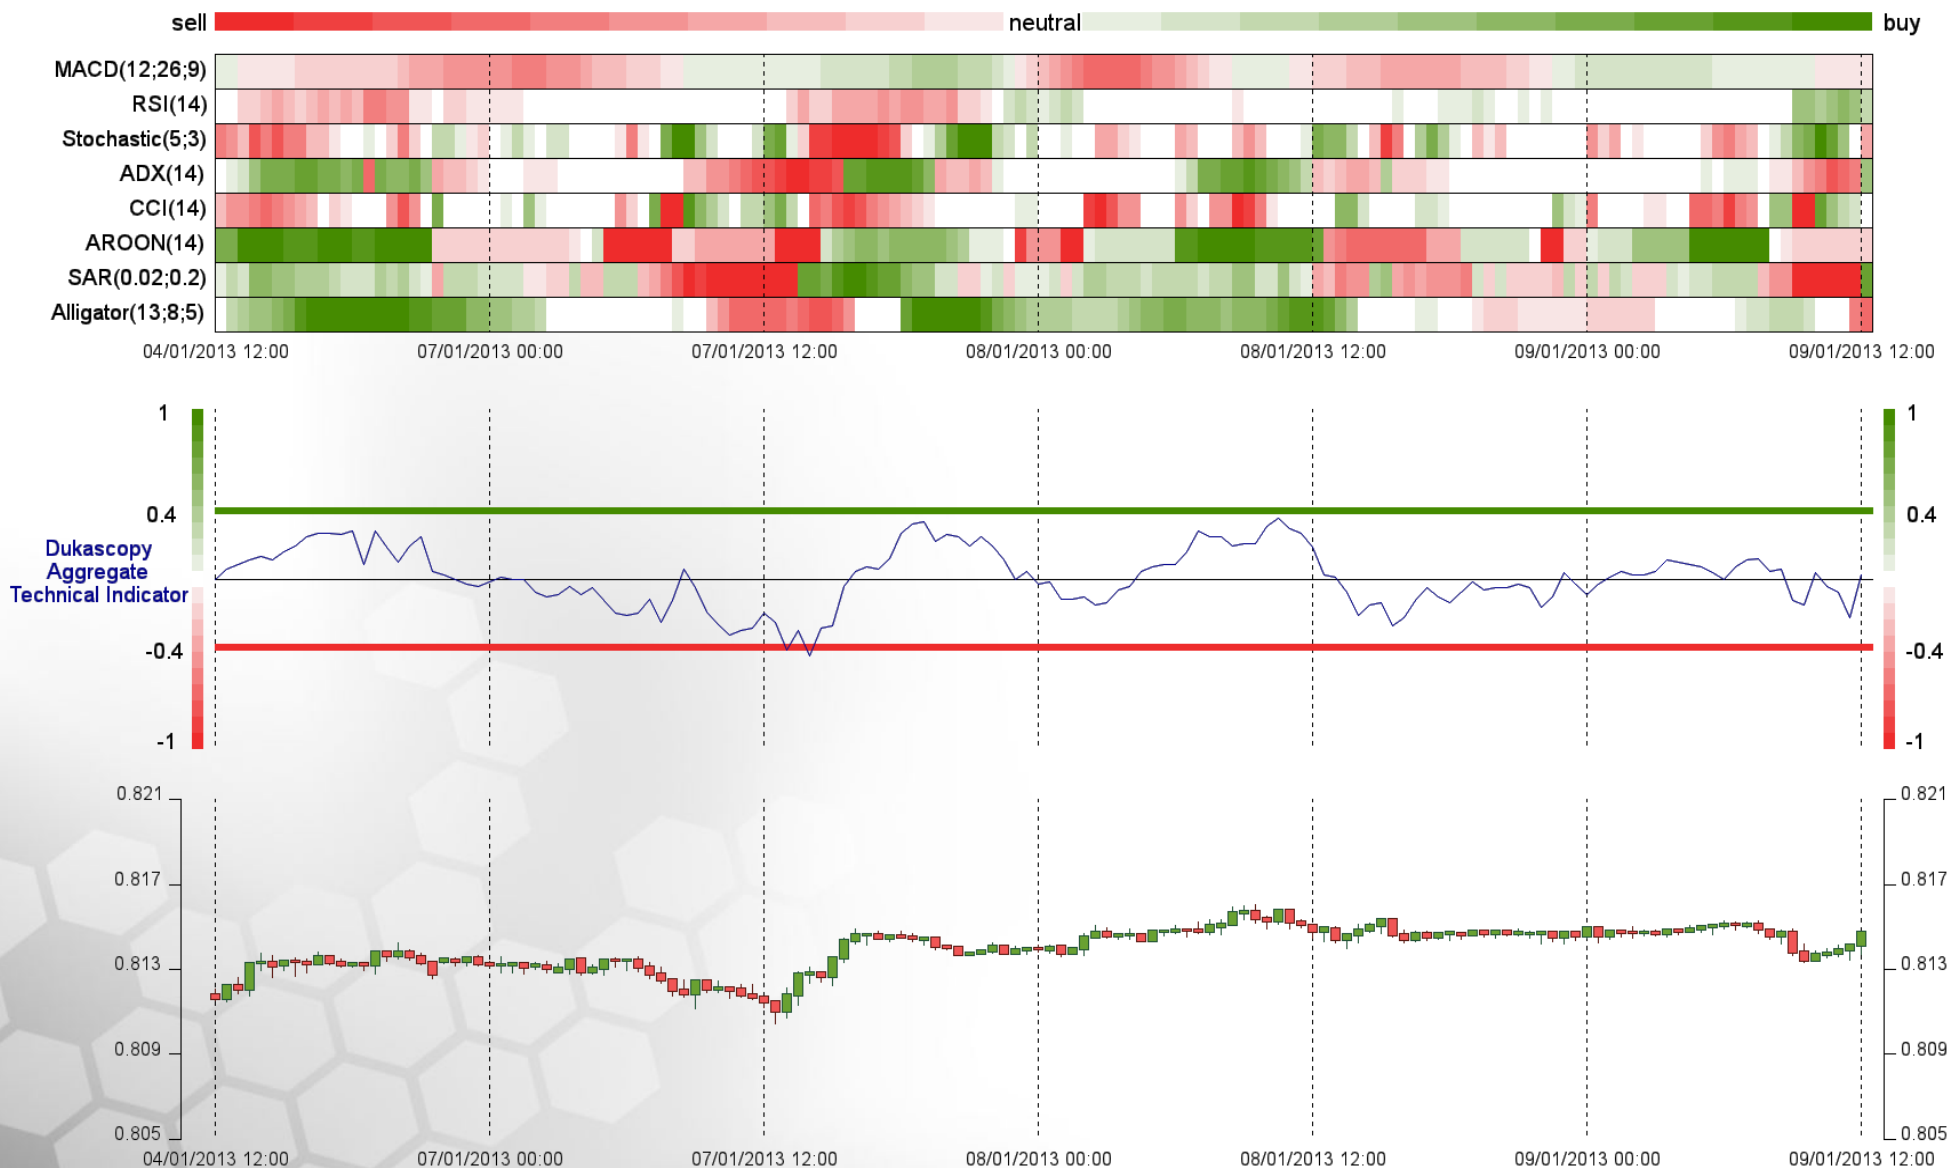 sell neutral buy
MACD(12;26;9)
RSI(14)
Stochastic(5;3)
ADX(14)
CCI(14)
AROON(14)
SAR(0.02;0.2)
Alligator(13;8;5)
04/01/2013 12:00 07/01/2013 00:00 07/01/2013 12:00 08/01/2013 00:00 08/01/2013 12:00 09/01/2013 00:00 09/01/2013 12:00
1 1
0.4 0.4
Dukascopy
Aggregate
Technical Indicator
-0.4 -0.4
-1 -1
0.821 0.821
0.817 0.817
0.813 0.813
0.809 0.809
0.805 0.805
04/01/2013 12:00 07/01/2013 00:00 07/01/2013 12:00 08/01/2013 00:00 08/01/2013 12:00 09/01/2013 00:00 09/01/2013 12:00